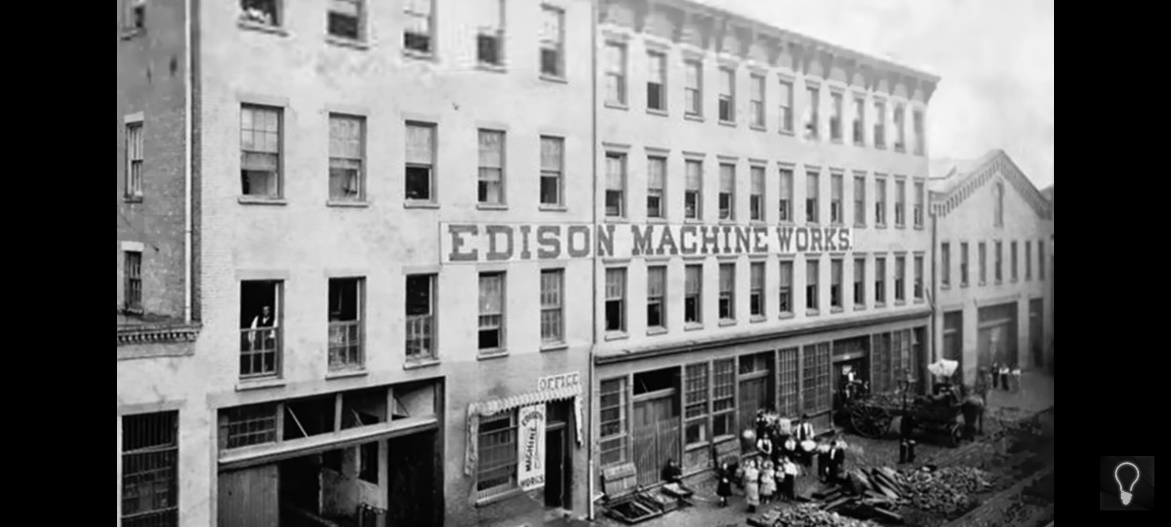 EDISON MACHINE WORKS.
OFFICE
EDISON
MACHINE
WORKS.